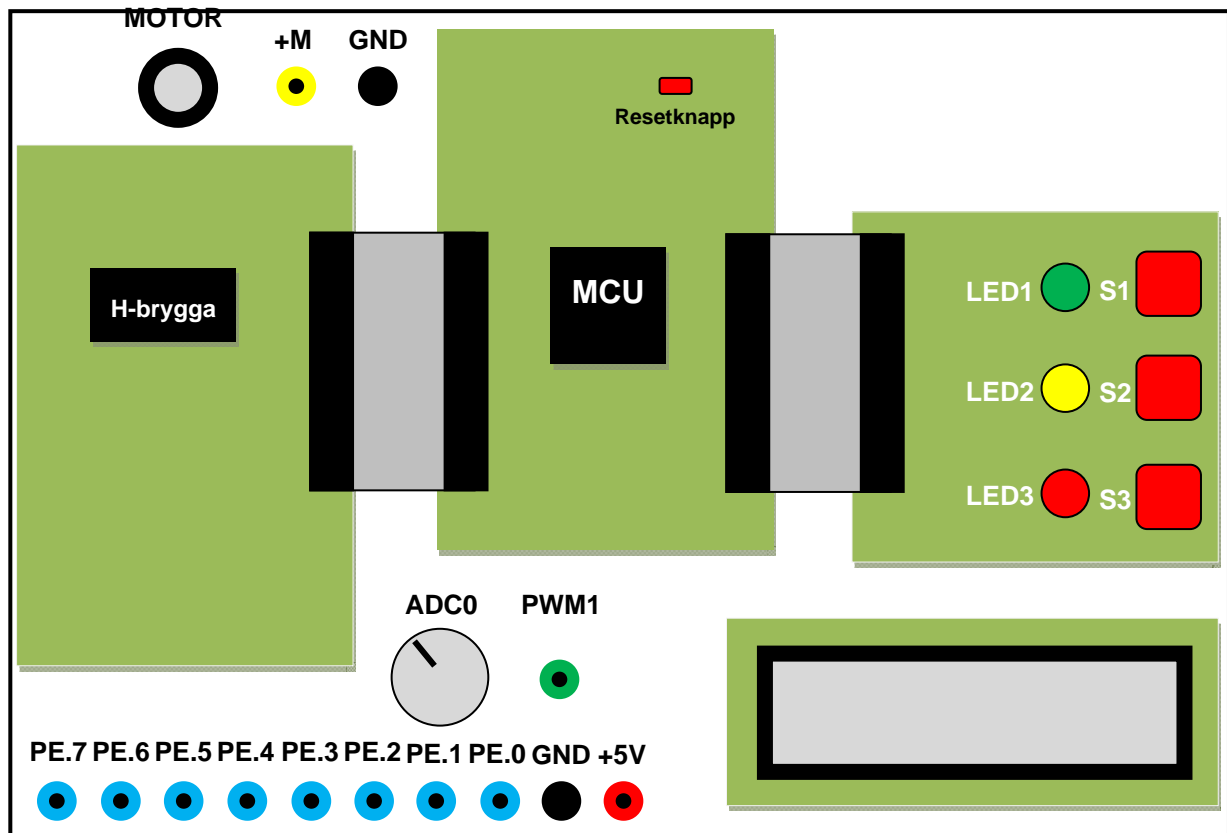 MOTOR
+M GND
Resetknapp
H-brygga
MCU
LED1 S1
LED2 S2
LED3 S3
ADC0 PWM1
PE.7 PE.6 PE.5 PE.4 PE.3 PE.2 PE.1 PE.0 GND +5V